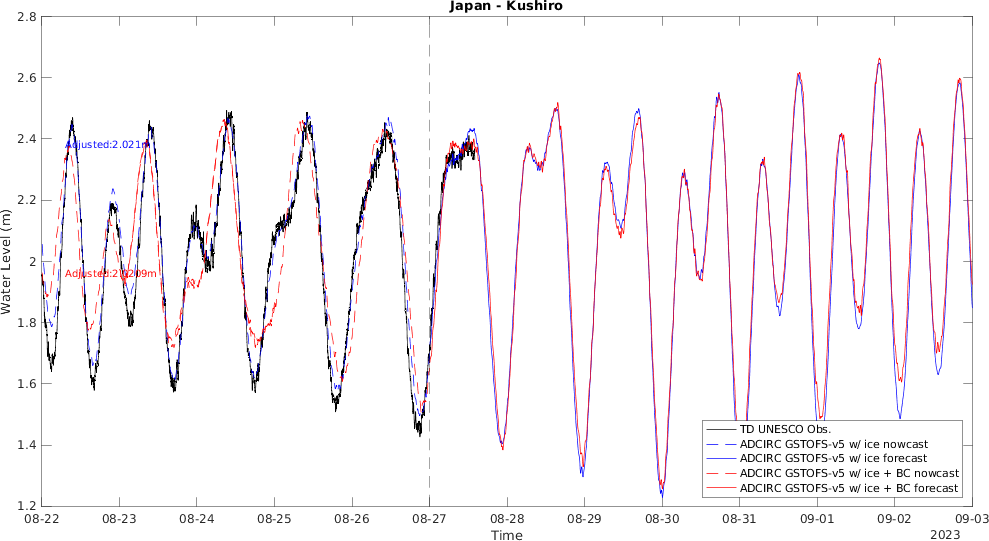 Japan - Kushiro
2.8
2.6
2.4
2.2
2
1.8
1.6
1.4
1.2
Water Level (m)
Adjusted:2.021m
Adjusted:2.0209m
TD UNESCO Obs.
ADCIRC GSTOFS-v5 w/ ice nowcast
ADCIRC GSTOFS-v5 w/ ice forecast
ADCIRC GSTOFS-v5 w/ ice + BC nowcast
ADCIRC GSTOFS-v5 w/ ice + BC forecast
08-22 08-23 08-24 08-25 08-26 08-27 08-28 08-29 08-30 08-31 09-01 09-02 09-03
Time
2023